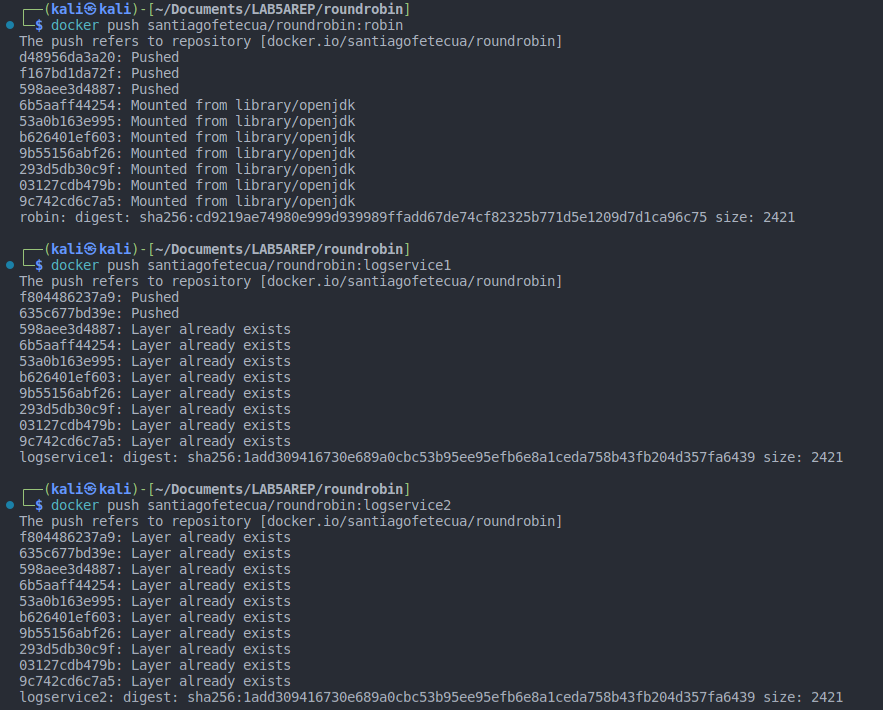 ┌──(kali㉿kali)-[~/Documents/LAB5AREP/roundrobin]
└─$ docker push santiagofetecua/roundrobin:robin
The push refers to repository [docker.io/santiagofetecua/roundrobin]
d48956da3a20: Pushed
f167bd1da72f: Pushed
598aee3d4887: Pushed
6b5aaff44254: Mounted from library/openjdk
53a0b163e995: Mounted from library/openjdk
b626401ef603: Mounted from library/openjdk
9b55156abf26: Mounted from library/openjdk
293d5db30c9f: Mounted from library/openjdk
03127cdb479b: Mounted from library/openjdk
9c742cd6c7a5: Mounted from library/openjdk
robin: digest: sha256:cd9219ae74980e999d939989ffadd67de74cf82325b771d5e1209d7d1ca96c75 size: 2421
┌──(kali㉿kali)-[~/Documents/LAB5AREP/roundrobin]
└─$ docker push santiagofetecua/roundrobin:logservice1
The push refers to repository [docker.io/santiagofetecua/roundrobin]
f804486237a9: Pushed
635c677bd39e: Pushed
598aee3d4887: Layer already exists
6b5aaff44254: Layer already exists
53a0b163e995: Layer already exists
b626401ef603: Layer already exists
9b55156abf26: Layer already exists
293d5db30c9f: Layer already exists
03127cdb479b: Layer already exists
9c742cd6c7a5: Layer already exists
logservice1: digest: sha256:1add309416730e689a0cbc53b95ee95efb6e8a1ceda758b43fb204d357fa6439 size: 2421
┌──(kali㉿kali)-[~/Documents/LAB5AREP/roundrobin]
└─$ docker push santiagofetecua/roundrobin:logservice2
The push refers to repository [docker.io/santiagofetecua/roundrobin]
f804486237a9: Layer already exists
635c677bd39e: Layer already exists
598aee3d4887: Layer already exists
6b5aaff44254: Layer already exists
53a0b163e995: Layer already exists
b626401ef603: Layer already exists
9b55156abf26: Layer already exists
293d5db30c9f: Layer already exists
03127cdb479b: Layer already exists
9c742cd6c7a5: Layer already exists
logservice2: digest: sha256:1add309416730e689a0cbc53b95ee95efb6e8a1ceda758b43fb204d357fa6439 size: 2421